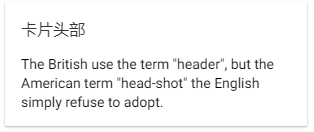 卡片头部
The British use the term "header", but the
American term "head-shot" the English
simply refuse to adopt.